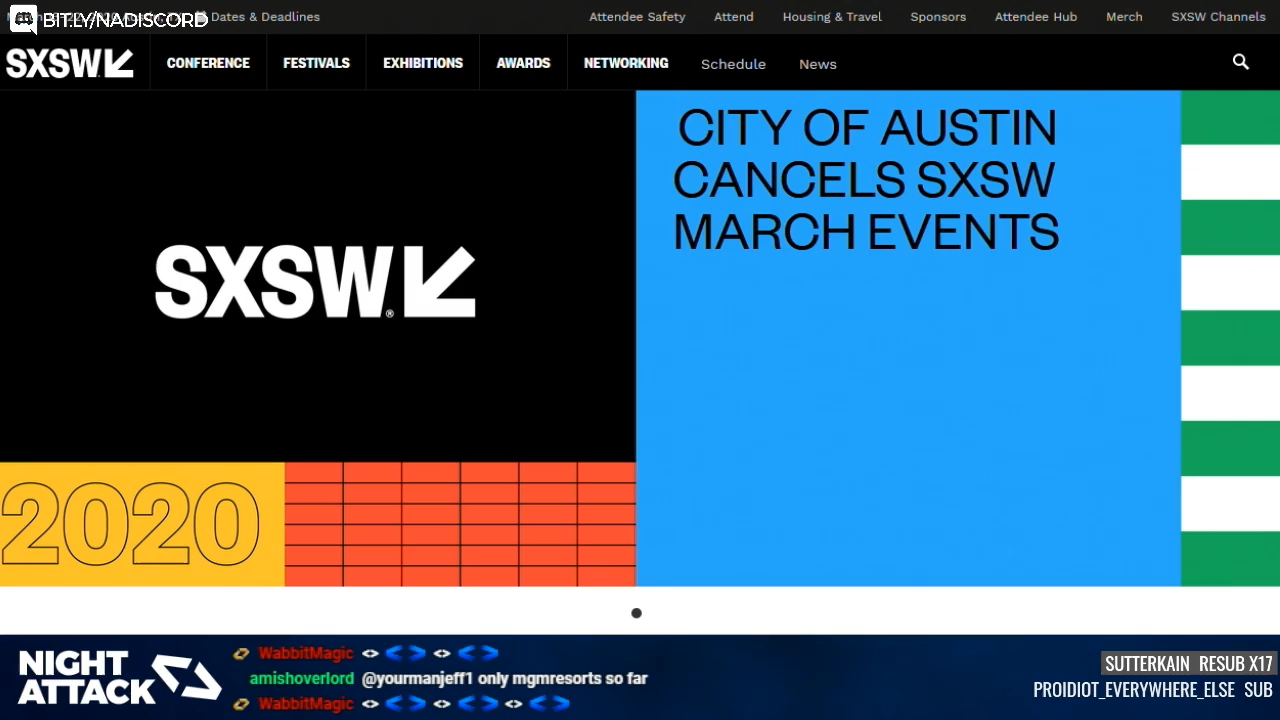 BIT.LY/NADISCORD
Dates & Deadlines
Attendee Safety
Attend
Housing & Travel
Sponsors
Attendee Hub
Merch
SXSW Channels
SXSW
CONFERENCE
FESTIVALS
EXHIBITIONS
AWARDS
NETWORKING
Schedule
News
SXSW®
CITY OF AUSTIN
CANCELS SXSW
MARCH EVENTS
2020
NIGHT
ATTACK
WabbitMagic <> <> <> <>
amishoverlord @yourmanjeff1 only mgmresorts so far
WabbitMagic <> <> <> <> <>
SUTTERKAIN RESUB X17
PROIDIOT_EVERYWHERE_ELSE SUB